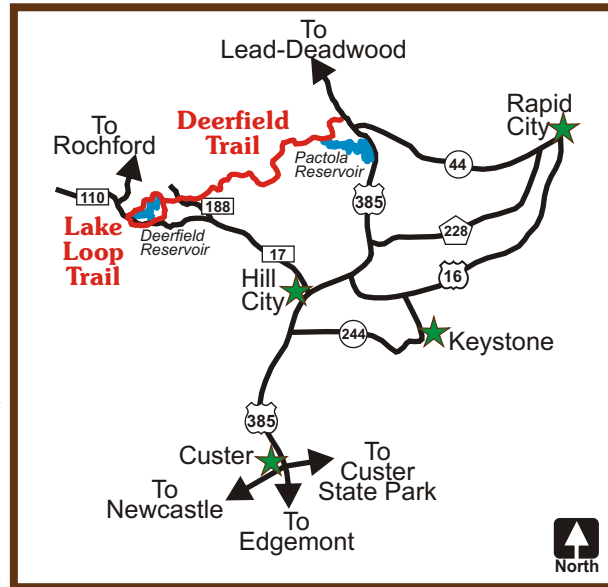 To
Lead-Deadwood
Rapid
City
Deerfield
Trail
To
Rochford
Pactola
Reservoir
44
110
188
385
Lake
Loop
Trail
Deerfield
Reservoir
228
17
16
Hill
City
244
Keystone
385
Custer
To
Custer
State Park
To
Newcastle
To
Edgemont
North